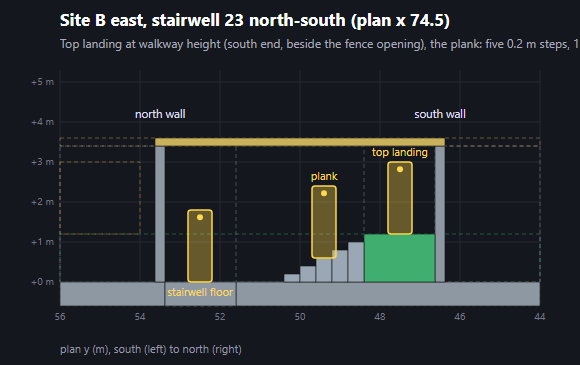 Site B east, stairwell 23 north-south (plan x 74.5)
Top landing at walkway height (south end, beside the fence opening), the plank: five 0.2 m steps, 1
+5 m
+4 m
north wall
south wall
+3 m
top landing
plank
+2 m
+1 m
+0 m
stairwell floor
56
54
52
50
48
46
44
plan y (m), south (left) to north (right)